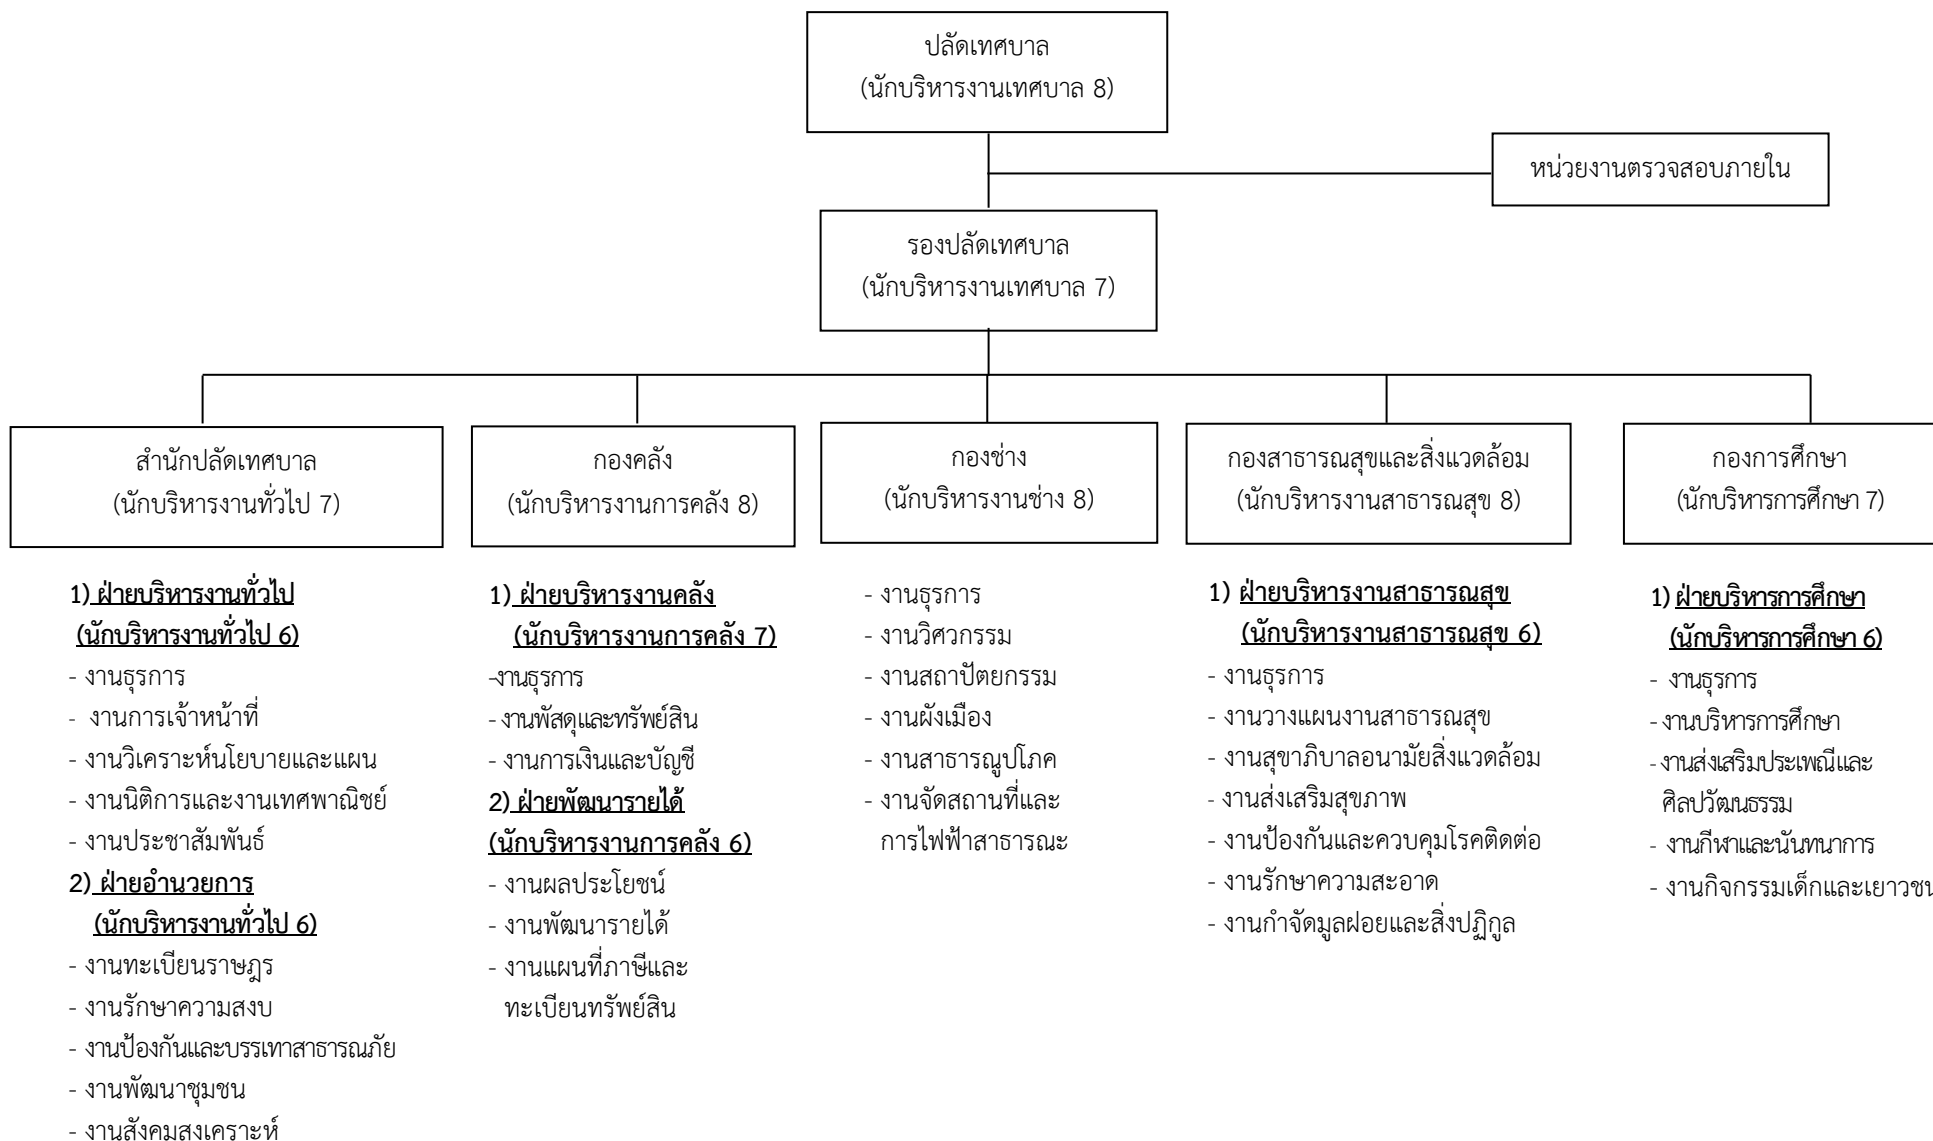 ปลัดเทศบาล
(นักบริหารงานเทศบาล 8)
หน่วยงานตรวจสอบภายใน
รองปลัดเทศบาล
(นักบริหารงานเทศบาล 7)
สำนักปลัดเทศบาล
(นักบริหารงานทั่วไป 7)
กองคลัง
(นักบริหารงานการคลัง 8)
กองช่าง
(นักบริหารงานช่าง 8)
กองสาธารณสุขและสิ่งแวดล้อม
(นักบริหารงานสาธารณสุข 8)
กองการศึกษา
(นักบริหารการศึกษา 7)
1) ฝ่ายบริหารงานทั่วไป
(นักบริหารงานทั่วไป 6)
- งานธุรการ
- งานการเจ้าหน้าที่
- งานวิเคราะห์นโยบายและแผน
- งานนิติการและงานเทศพาณิชย์
- งานประชาสัมพันธ์
2) ฝ่ายอำนวยการ
(นักบริหารงานทั่วไป 6)
- งานทะเบียนราษฎร
- งานรักษาความสงบ
- งานป้องกันและบรรเทาสาธารณภัย
- งานพัฒนาชุมชน
- งานสังคมสงเคราะห์
1) ฝ่ายบริหารงานคลัง
(นักบริหารงานการคลัง 7)
-งานธุรการ
- งานพัสดุและทรัพย์สิน
- งานการเงินและบัญชี
2) ฝ่ายพัฒนารายได้
(นักบริหารงานการคลัง 6)
- งานผลประโยชน์
- งานพัฒนารายได้
- งานแผนที่ภาษีและ
ทะเบียนทรัพย์สิน
- งานธุรการ
- งานวิศวกรรม
- งานสถาปัตยกรรม
- งานผังเมือง
- งานสาธารณูปโภค
- งานจัดสถานที่และ
การไฟฟ้าสาธารณะ
1) ฝ่ายบริหารงานสาธารณสุข
(นักบริหารงานสาธารณสุข 6)
- งานธุรการ
- งานวางแผนงานสาธารณสุข
- งานสุขาภิบาลอนามัยสิ่งแวดล้อม
- งานส่งเสริมสุขภาพ
- งานป้องกันและควบคุมโรคติดต่อ
- งานรักษาความสะอาด
- งานกำจัดมูลฝอยและสิ่งปฏิกูล
1) ฝ่ายบริหารการศึกษา
(นักบริหารการศึกษา 6)
- งานธุรการ
- งานบริหารการศึกษา
- งานส่งเสริมประเพณีและ
ศิลปวัฒนธรรม
- งานกีฬาและนันทนาการ
- งานกิจกรรมเด็กและเยาวชน